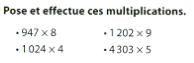 Pose et effectue ces multiplications.
• 947 × 8
• 1 202 × 9
• 1 024 × 4
• 4 303 × 5